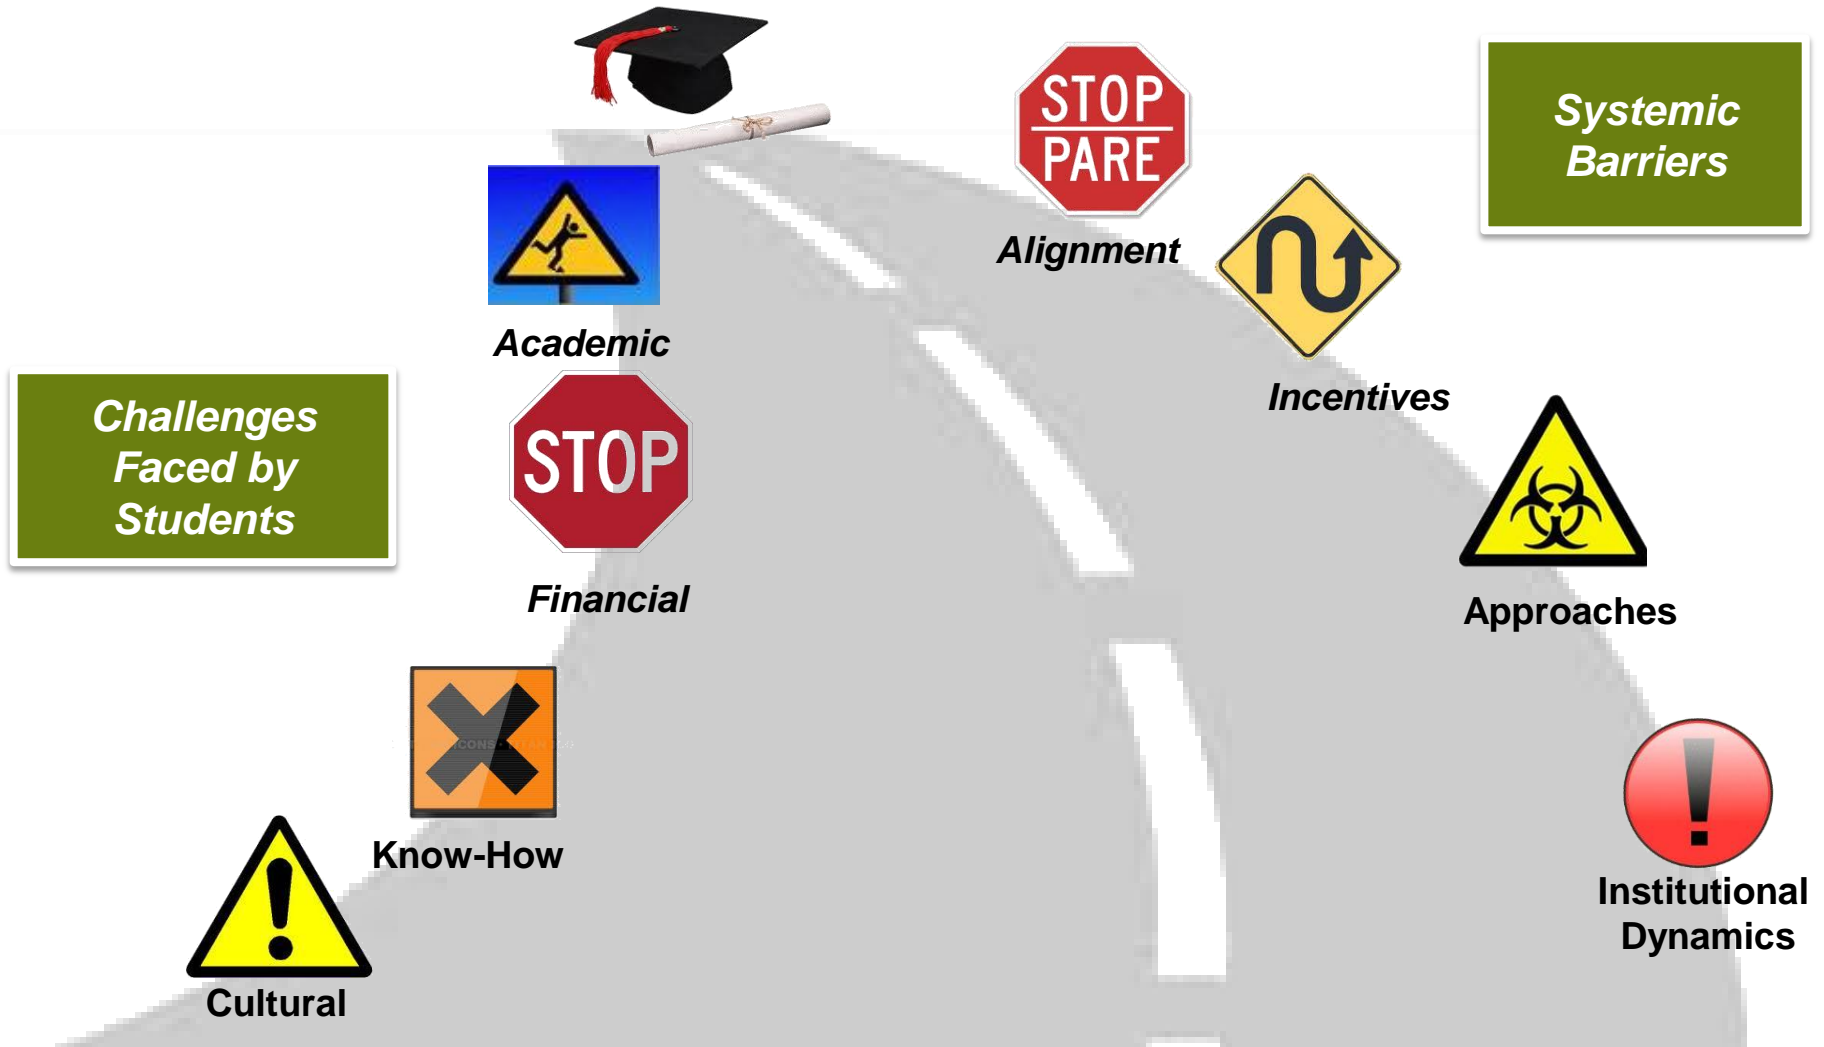 STOP
PARE
Systemic
Barriers
Alignment
Academic
Incentives
Challenges
Faced by
Students
STOP
Financial
Approaches
Know-How
Institutional
Dynamics
Cultural